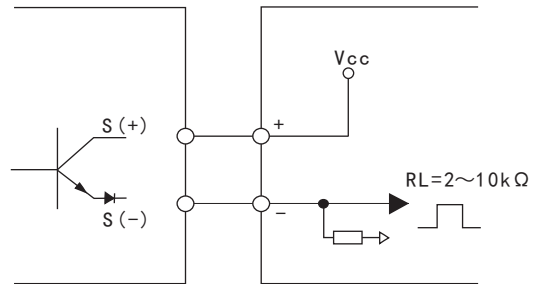 Vcc
S(+)
+
RL=2～10kΩ
S(-)
−